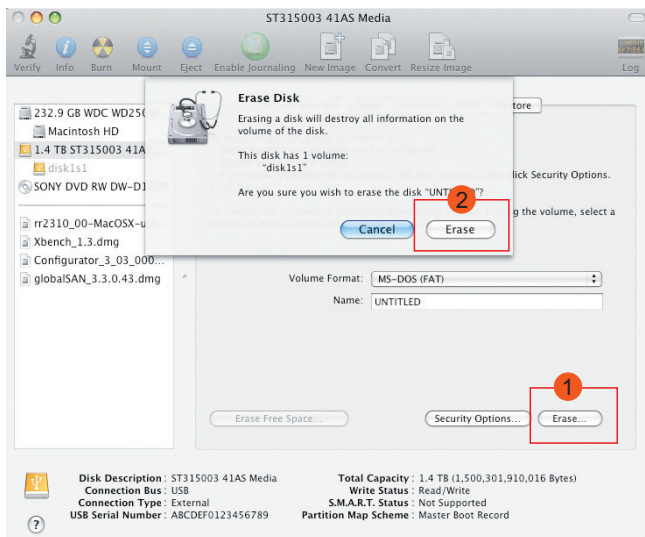 ST315003 41AS Media
Verify Info Burn Mount Eject Enable Journaling New Image Convert Resize Image Log
232.9 GB WDC WD250
Macintosh HD
1.4 TB ST315003 41A
disk1s1
SONY DVD RW DW-D1
rr2310_00-MacOSX-u
Xbench_1.3.dmg
Configurator_3_03_000...
globalSAN_3.3.0.43.dmg
Erase Disk
Erasing a disk will destroy all information on the
volume of the disk.
This disk has 1 volume:
"disk1s1"
Are you sure you wish to erase the disk "UNTITLED"?
2
Cancel Erase
tore
lick Security Options.
g the volume, select a
Volume Format: MS-DOS (FAT)
Name: UNTITLED
1
Erase Free Space... Security Options... Erase...
Disk Description : ST315003 41AS Media
Connection Bus : USB
Connection Type : External
USB Serial Number : ABCDEF0123456789
Total Capacity : 1.4 TB (1,500,301,910,016 Bytes)
Write Status : Read/Write
S.M.A.R.T. Status : Not Supported
Partition Map Scheme : Master Boot Record
?